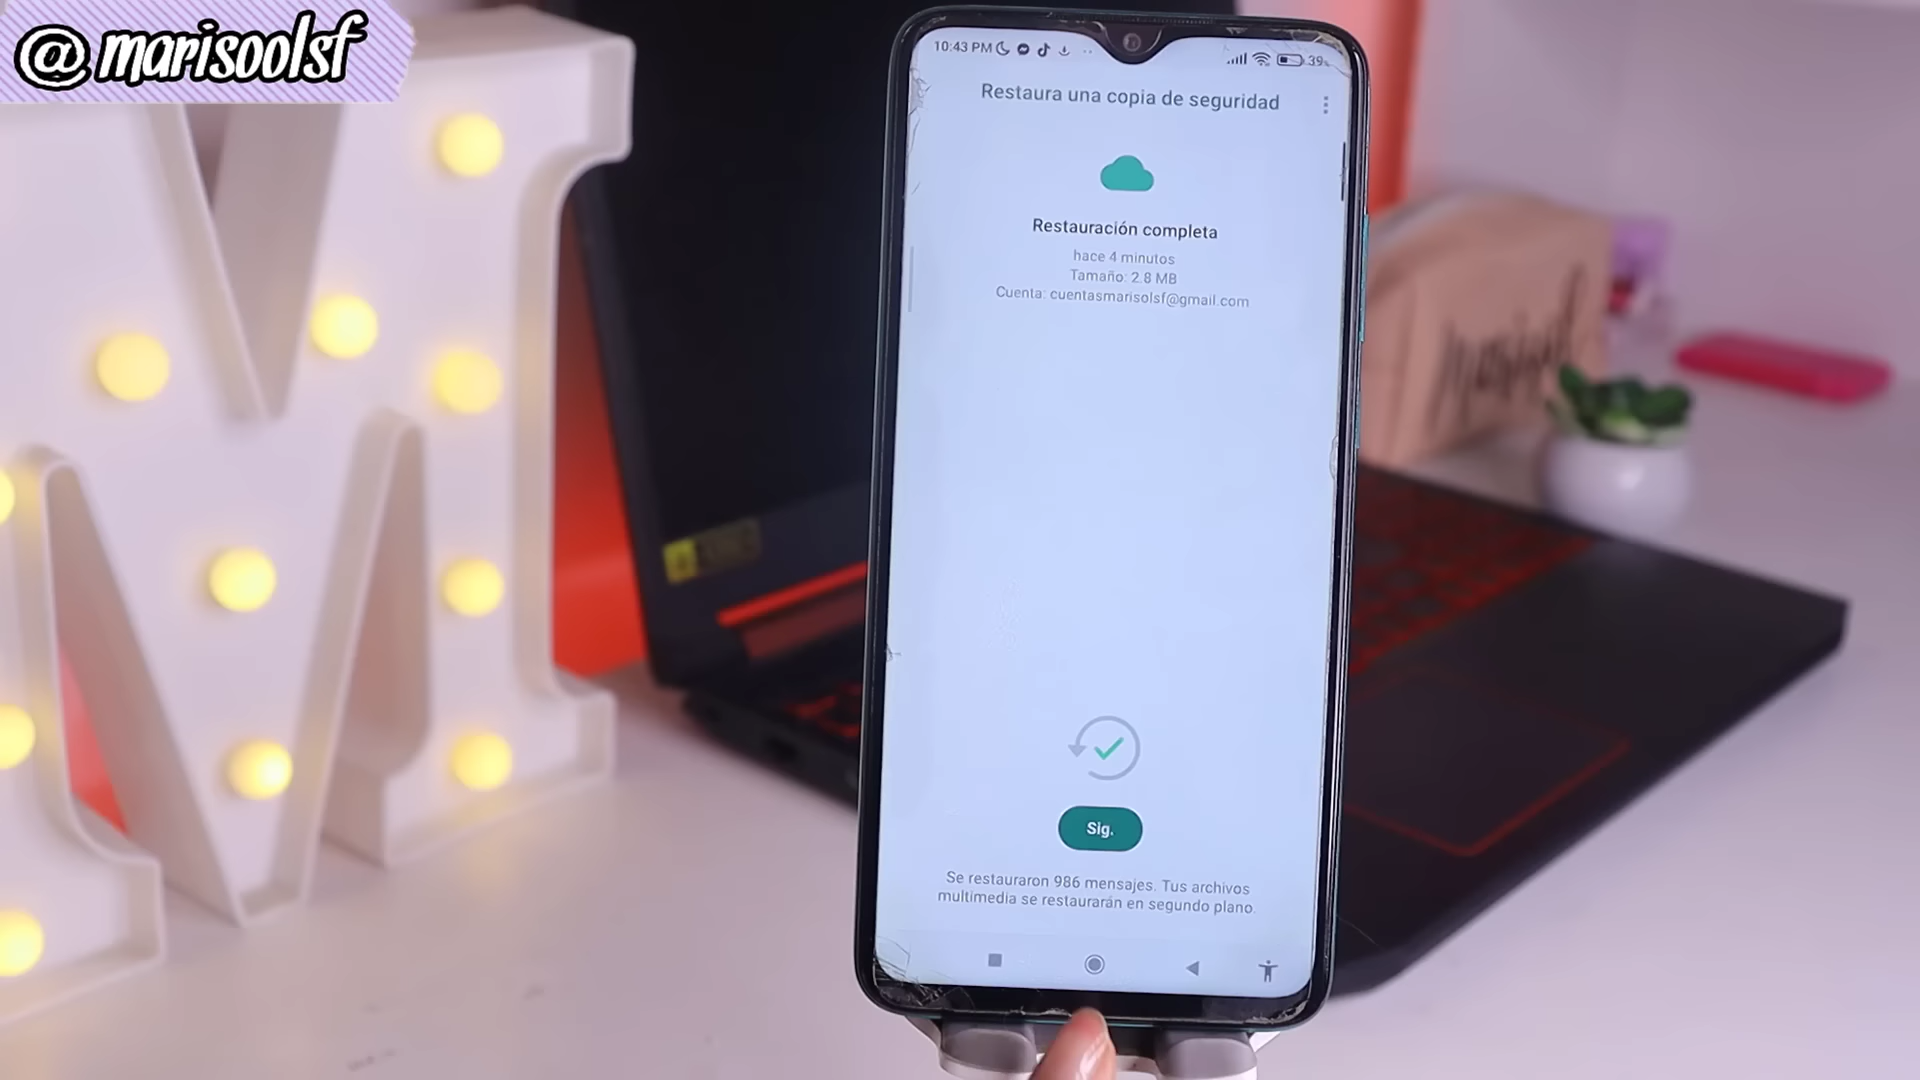 @marisoolsf
10:43 PM
39%
Restaura una copia de seguridad
Restauración completa
hace 4 minutos
Tamaño: 2.8 MB
Cuenta: cuentasmarisolsf@gmail.com
Sig.
Se restauraron 986 mensajes. Tus archivos
multimedia se restaurarán en segundo plano.